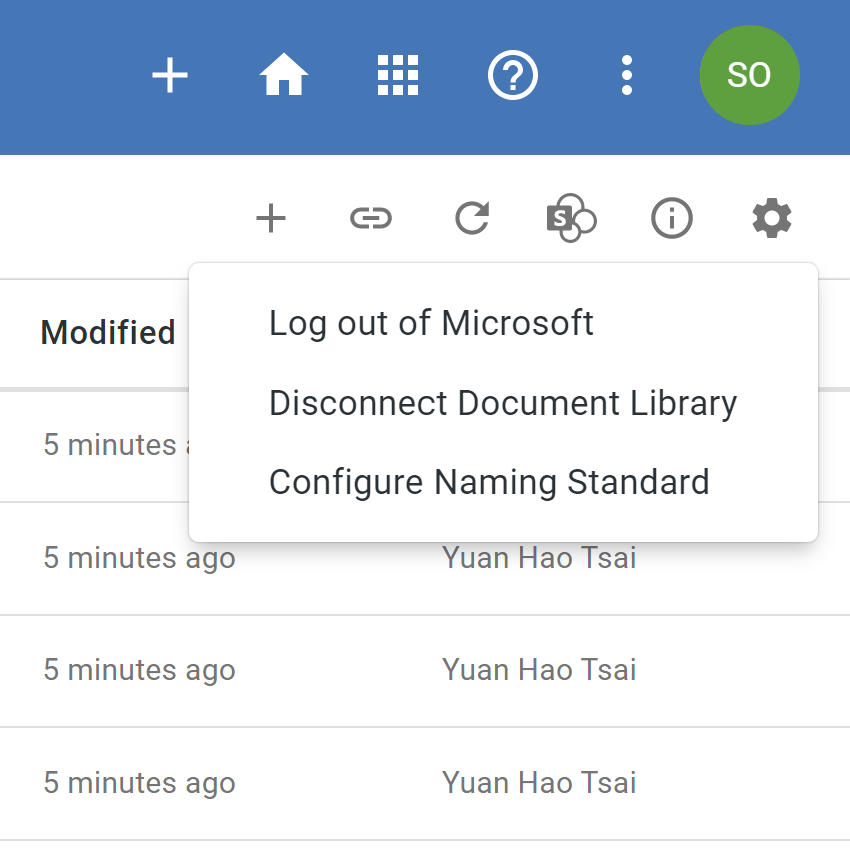 SO
S
Log out of Microsoft
Modified
Disconnect Document Library
5 minutes
Configure Naming Standard
5 minutes ago Yuan Hao Tsai
5 minutes ago Yuan Hao Tsai
5 minutes ago Yuan Hao Tsai